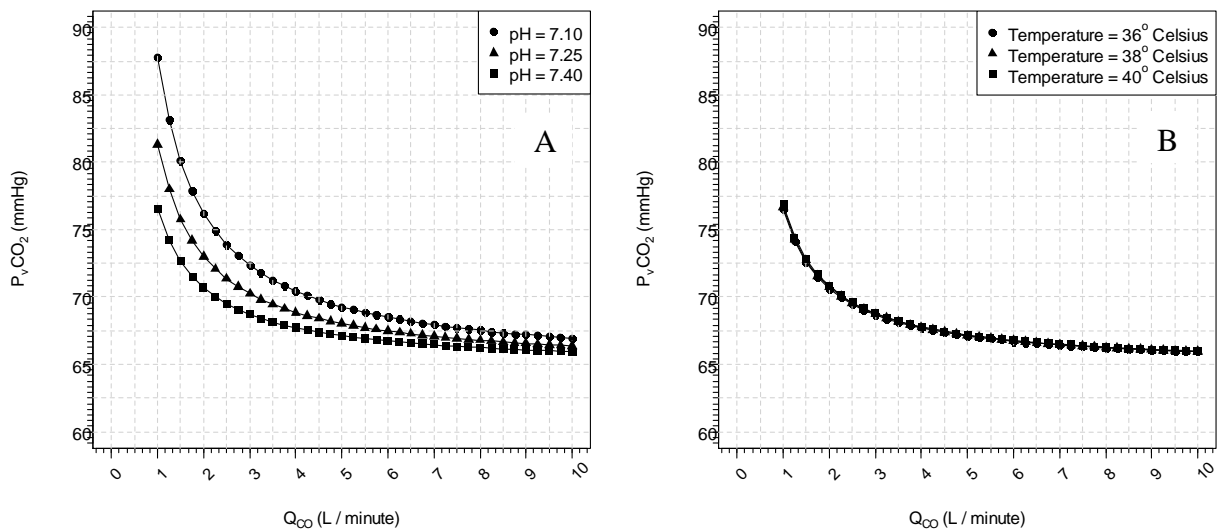 pH = 7.10
pH = 7.25
pH = 7.40
A
90
85
80
75
70
65
60
PᵥCO₂ (mmHg)
0 1 2 3 4 5 6 7 8 9 10
Q_CO (L / minute)
Temperature = 36° Celsius
Temperature = 38° Celsius
Temperature = 40° Celsius
B
90
85
80
75
70
65
60
PᵥCO₂ (mmHg)
0 1 2 3 4 5 6 7 8 9 10
Q_CO (L / minute)